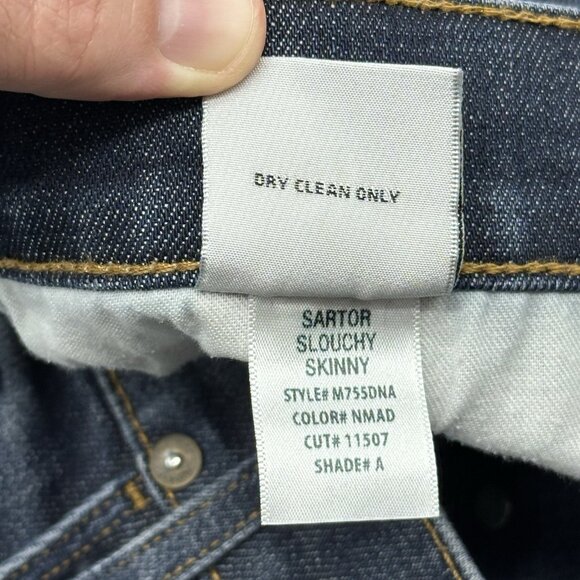 DRY CLEAN ONLY
SARTOR
SLOUCHY
SKINNY
STYLE# M755DNA
COLOR# NMAD
CUT# 11507
SHADE# A